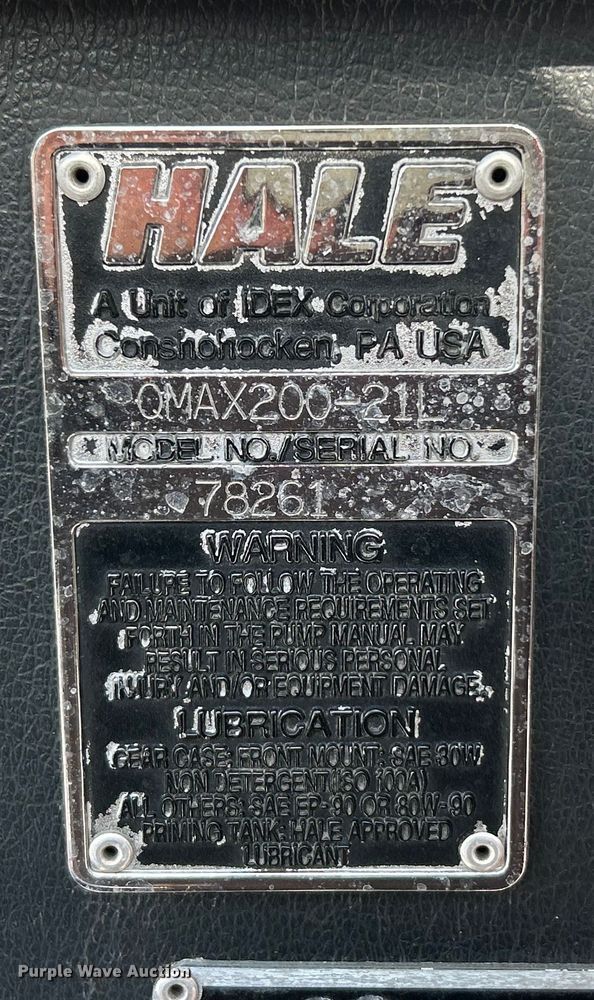 HALE
A Unit of IDEX Corporation
Conshohocken, PA USA
QMAX200-21L
MODEL NO./SERIAL NO.
78261
WARNING
FAILURE TO FOLLOW THE OPERATING
AND MAINTENANCE REQUIREMENTS SET
FORTH IN THE PUMP MANUAL MAY
RESULT IN SERIOUS PERSONAL
INJURY AND/OR EQUIPMENT DAMAGE.
LUBRICATION
GEAR CASE: FRONT MOUNT: SAE 30W
NON DETERGENT (ISO 100A)
ALL OTHERS: SAE EP-90 OR 80W-90
PRIMING TANK: HALE APPROVED
LUBRICANT
Purple Wave Auction